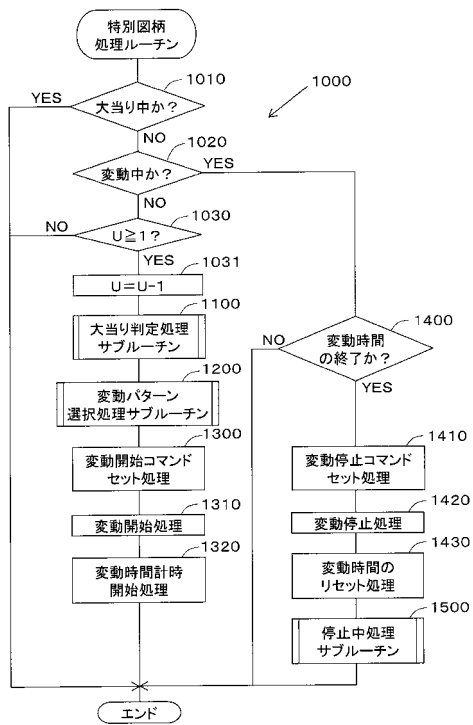 特別図柄
処理ルーチン
1010
YES
大当り中か?
1000
NO
1020
変動中か?
YES
NO
1030
NO
U≧1?
YES
1031
U=U-1
1100
大当り判定処理
サブルーチン
1200
変動パターン
選択処理サブルーチン
1300
変動開始コマンド
セット処理
1310
変動開始処理
1320
変動時間計時
開始処理
1400
NO
変動時間
の終了か?
YES
1410
変動停止コマンド
セット処理
1420
変動停止処理
1430
変動時間の
リセット処理
1500
停止中処理
サブルーチン
エンド